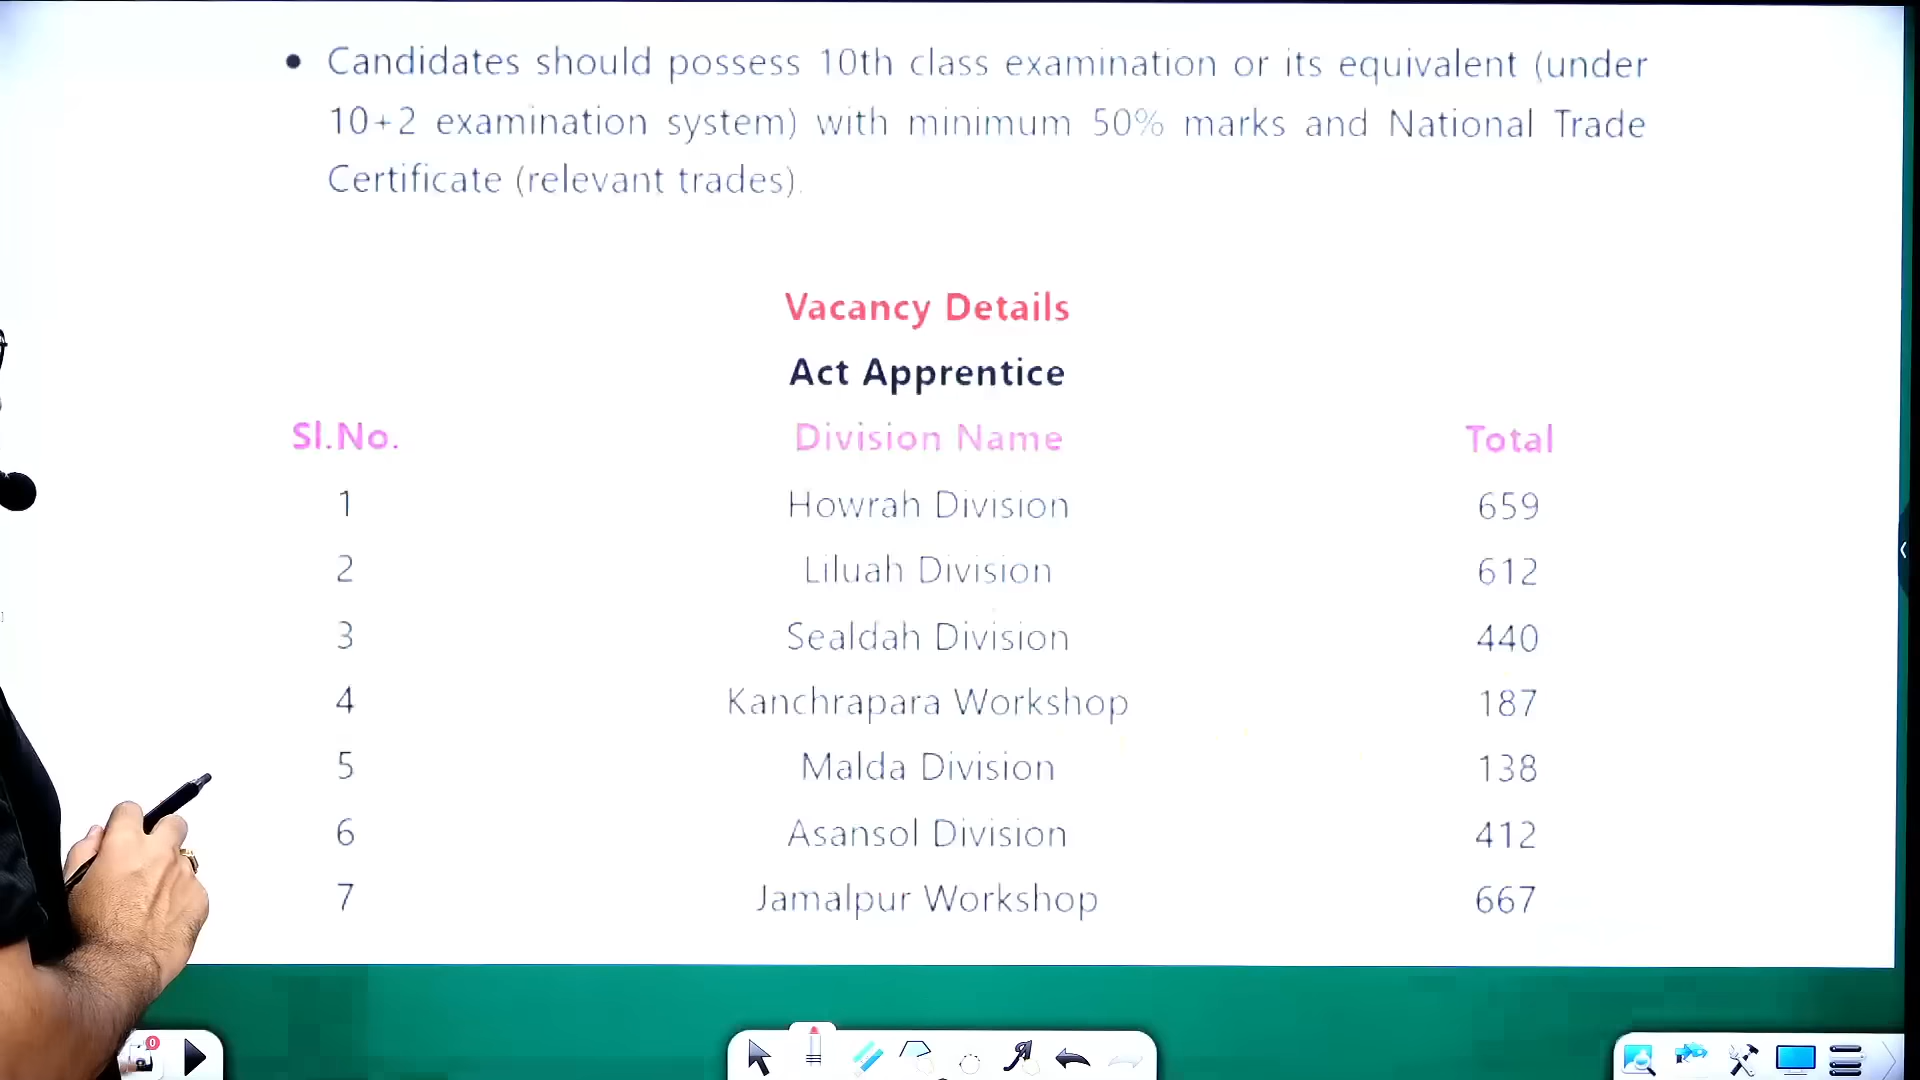 • Candidates should possess 10th class examination or its equivalent (under
10+2 examination system) with minimum 50% marks and National Trade
Certificate (relevant trades).
Vacancy Details
Act Apprentice
Sl.No. Division Name Total
1 Howrah Division 659
2 Liluah Division 612
3 Sealdah Division 440
4 Kanchrapara Workshop 187
5 Malda Division 138
6 Asansol Division 412
7 Jamalpur Workshop 667
0